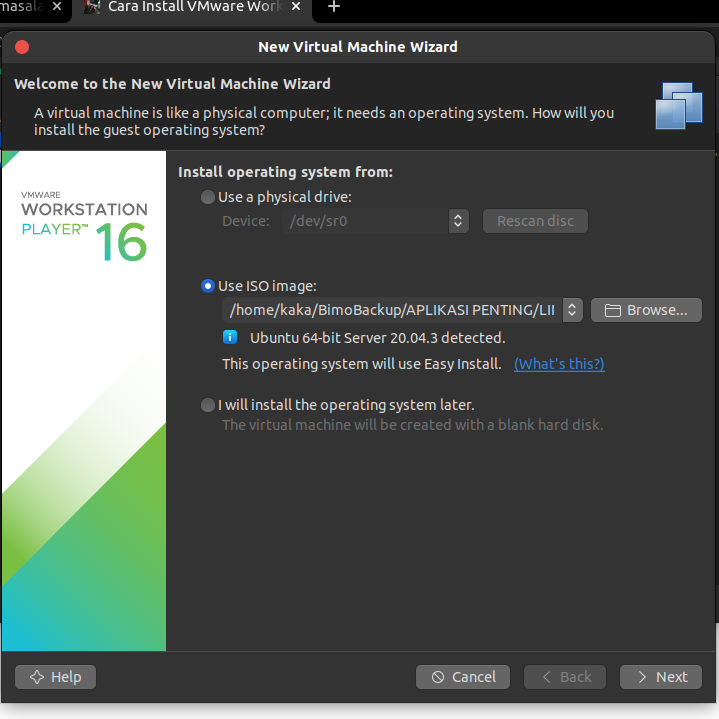 masala
Cara Install VMware Work
New Virtual Machine Wizard
Welcome to the New Virtual Machine Wizard
A virtual machine is like a physical computer; it needs an operating system. How will you
install the guest operating system?
VMWARE
WORKSTATION
PLAYER™ 16
Install operating system from:
Use a physical drive:
Device: /dev/sr0 Rescan disc
Use ISO image:
/home/kaka/BimoBackup/APLIKASI PENTING/LII Browse...
Ubuntu 64-bit Server 20.04.3 detected.
This operating system will use Easy Install. (What's this?)
I will install the operating system later.
The virtual machine will be created with a blank hard disk.
Help Cancel Back Next